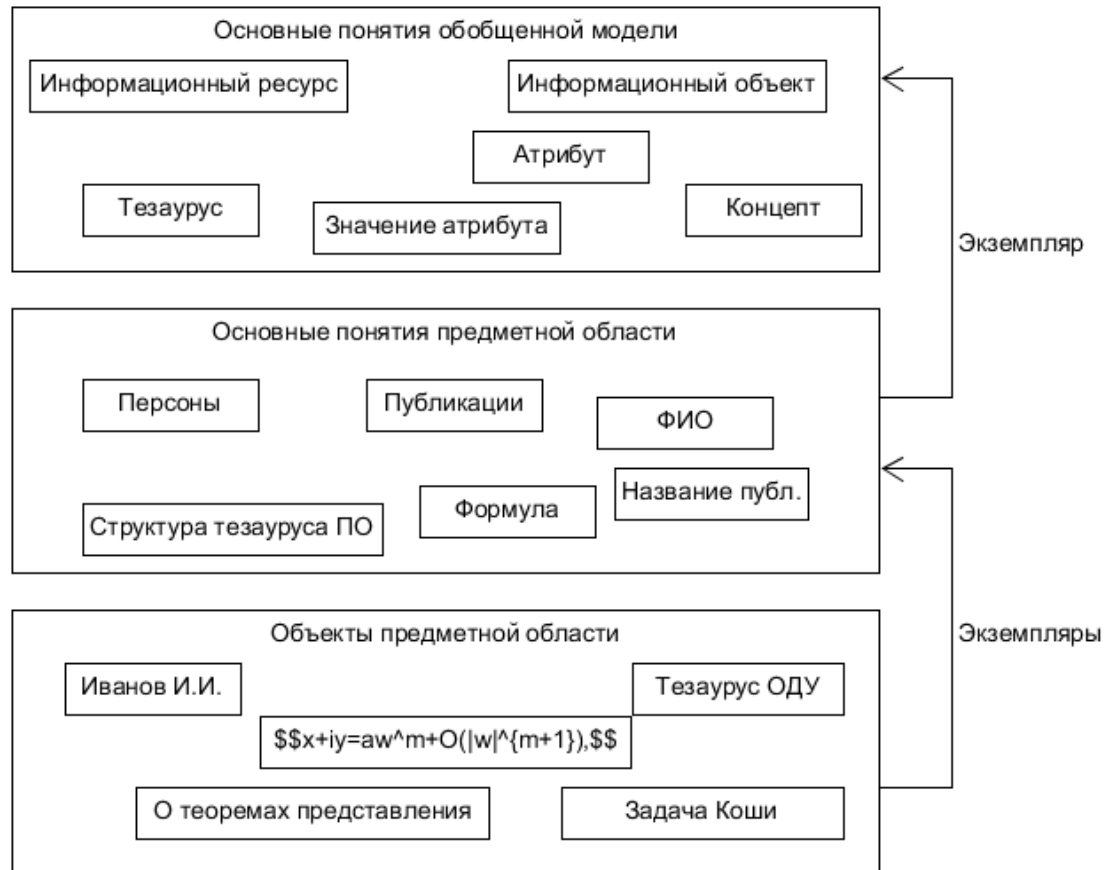 Основные понятия обобщенной модели
Информационный ресурс
Информационный объект
Атрибут
Тезаурус
Значение атрибута
Концепт
Экземпляр
Основные понятия предметной области
Персоны
Публикации
ФИО
Название публ.
Формула
Структура тезауруса ПО
Экземпляры
Объекты предметной области
Иванов И.И.
Тезаурус ОДУ
$$x+iy=aw^m+O(|w|^{m+1}),$$
О теоремах представления
Задача Коши